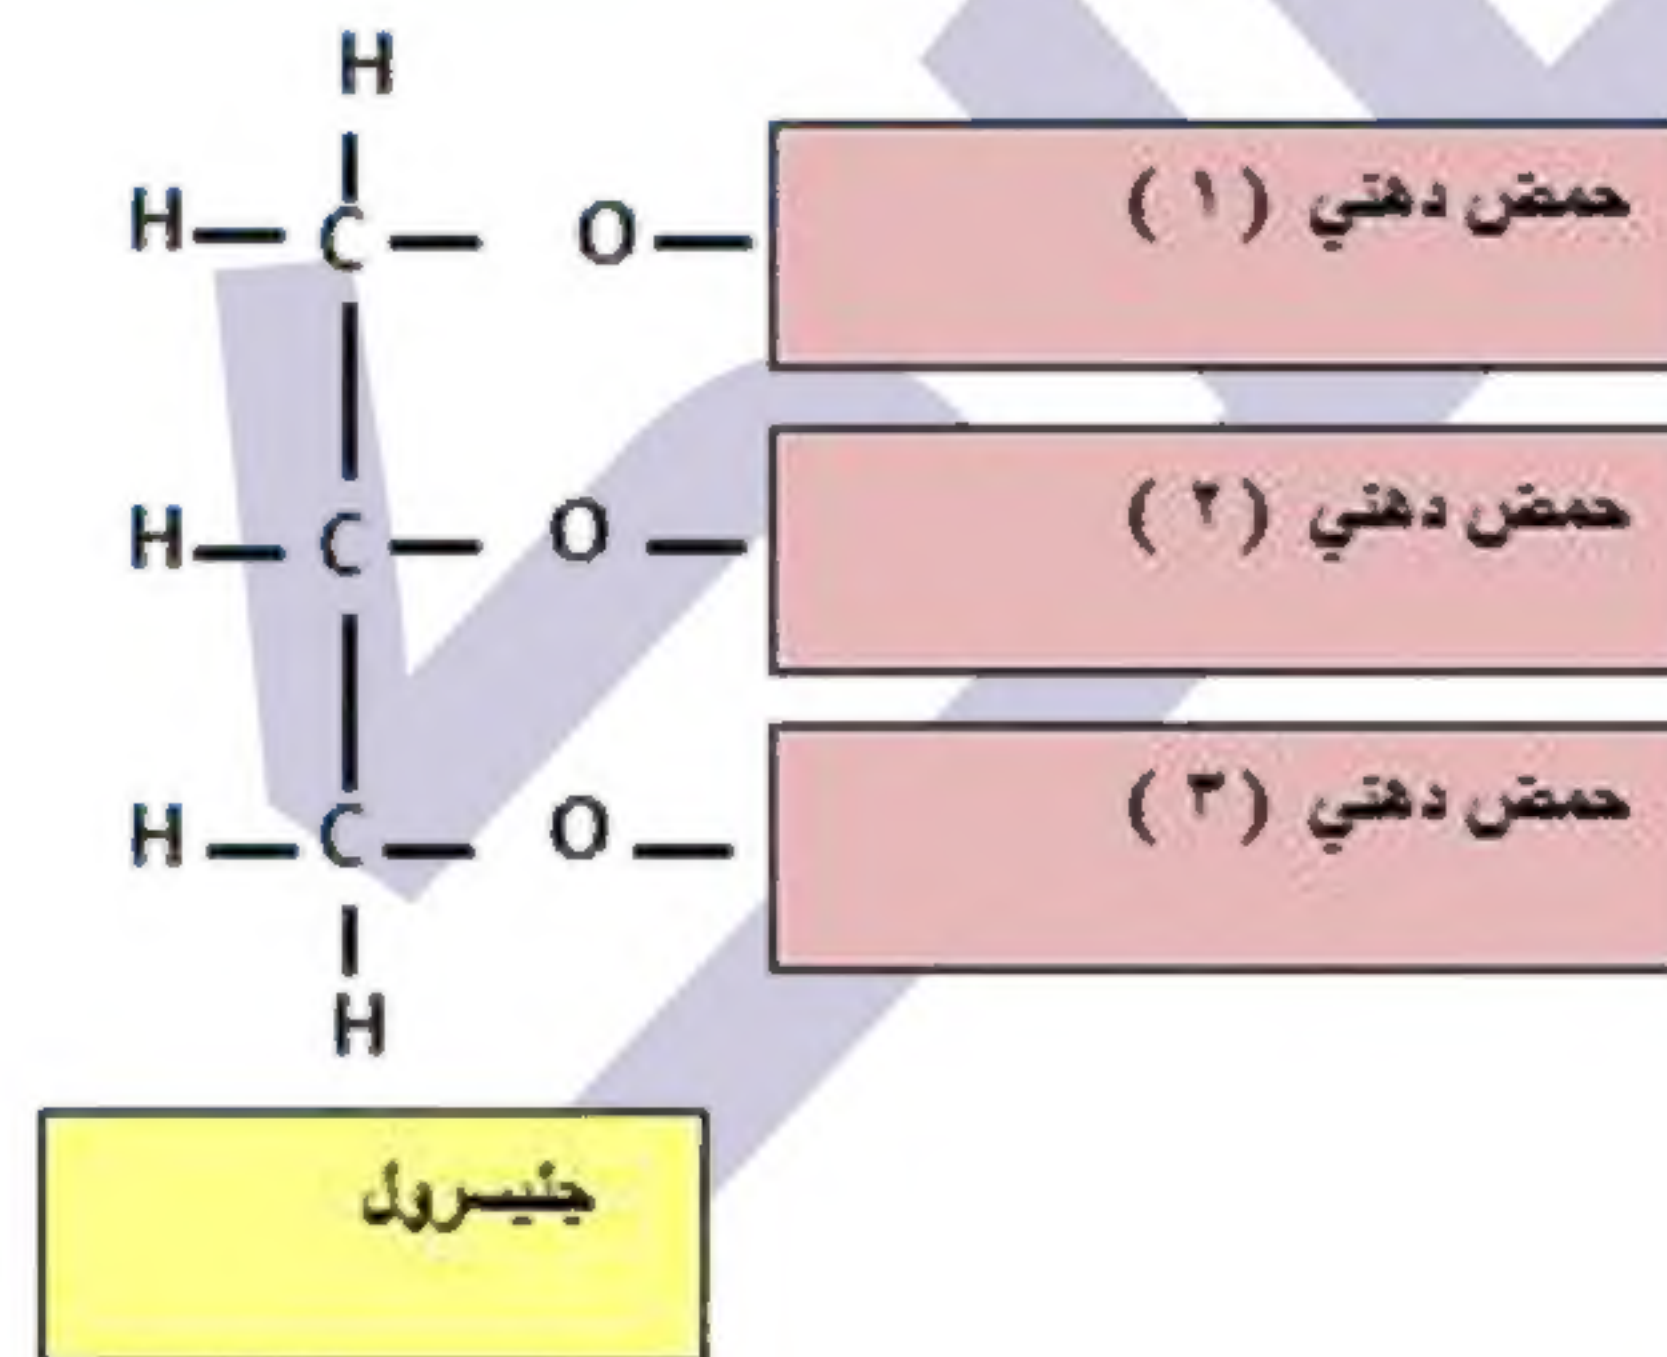 H
H C O حمض دهني ( ١ )
H C O حمض دهني ( ٢ )
H C O حمض دهني ( ٣ )
H
جليسرول